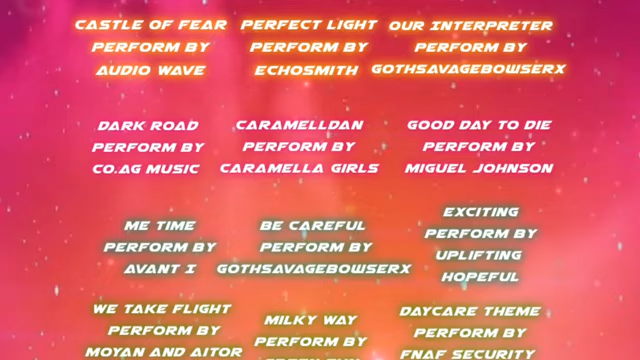 CASTLE OF FEAR
PERFORM BY
AUDIO WAVE
PERFECT LIGHT
PERFORM BY
ECHOSMITH
OUR INTERPRETER
PERFORM BY
GOTHSAVAGEBOWSERX
DARK ROAD
PERFORM BY
CO.AG MUSIC
CARAMELLDAN
PERFORM BY
CARAMELLA GIRLS
GOOD DAY TO DIE
PERFORM BY
MIGUEL JOHNSON
ME TIME
PERFORM BY
AVANT I
BE CAREFUL
PERFORM BY
GOTHSAVAGEBOWSERX
EXCITING
PERFORM BY
UPLIFTING
HOPEFUL
WE TAKE FLIGHT
PERFORM BY
MOYAN AND AITOR
MILKY WAY
PERFORM BY
DAYCARE THEME
PERFORM BY
FNAF SECURITY